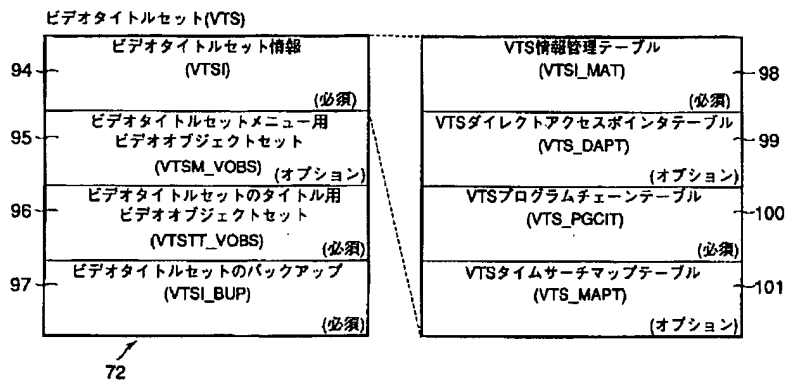 ビデオタイトルセット(VTS)
94
ビデオタイトルセット情報
(VTSI)
(必須)
95
ビデオタイトルセットメニュー用
ビデオオブジェクトセット
(VTSM_VOBS)
(オプション)
96
ビデオタイトルセットのタイトル用
ビデオオブジェクトセット
(VTSTT_VOBS)
(必須)
97
ビデオタイトルセットのバックアップ
(VTSI_BUP)
(必須)
72
VTS情報管理テーブル
(VTSI_MAT)
(必須)
98
VTSダイレクトアクセスポインタテーブル
(VTS_DAPT)
(オプション)
99
VTSプログラムチェーンテーブル
(VTS_PGCIT)
(必須)
100
VTSタイムサーチマップテーブル
(VTS_MAPT)
(オプション)
101